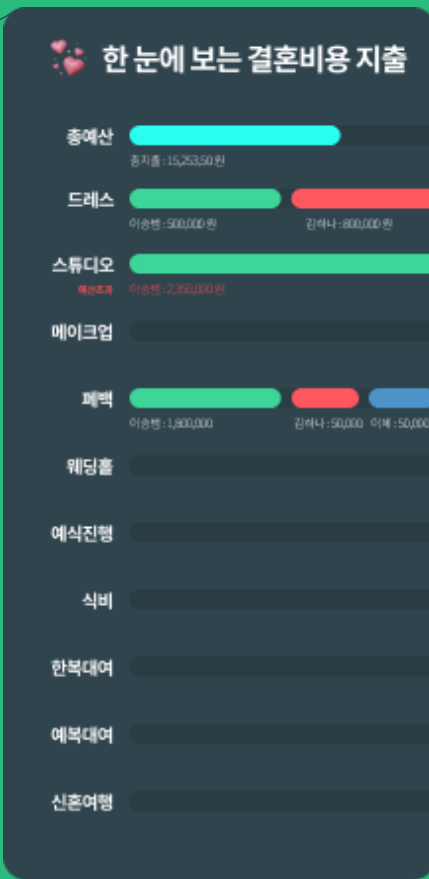 한 눈에 보는 결혼비용 지출
총예산
총지출 : 15,253,50 원
드레스
이승범 : 500,000 원 김하나 : 800,000 원
스튜디오
예산초과 이승범 : 2,350,000 원
메이크업
폐백
이승범 : 1,800,000 김하나 : 50,000 이체 : 50,000
웨딩홀
예식진행
식비
한복대여
예복대여
신혼여행